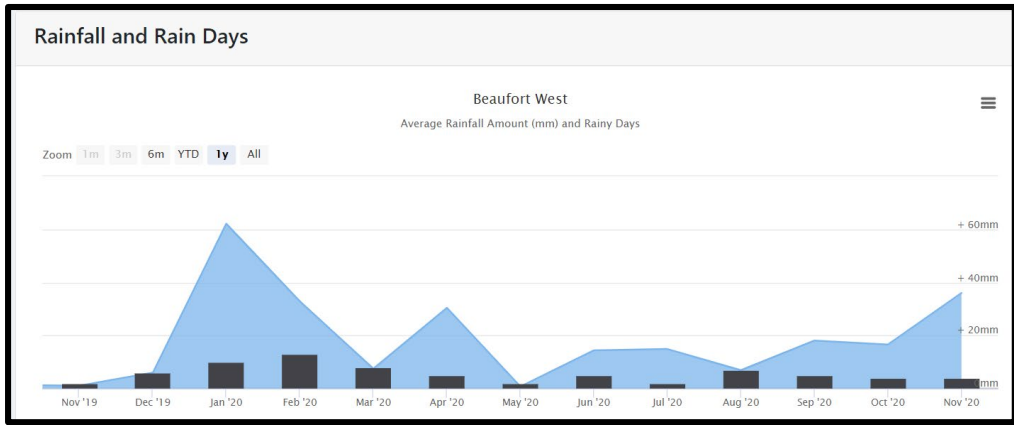 Rainfall and Rain Days
Beaufort West
Average Rainfall Amount (mm) and Rainy Days
Zoom 1m 3m 6m YTD 1y All
+ 60mm
+ 40mm
+ 20mm
0mm
Nov '19 Dec '19 Jan '20 Feb '20 Mar '20 Apr '20 May '20 Jun '20 Jul '20 Aug '20 Sep '20 Oct '20 Nov '20